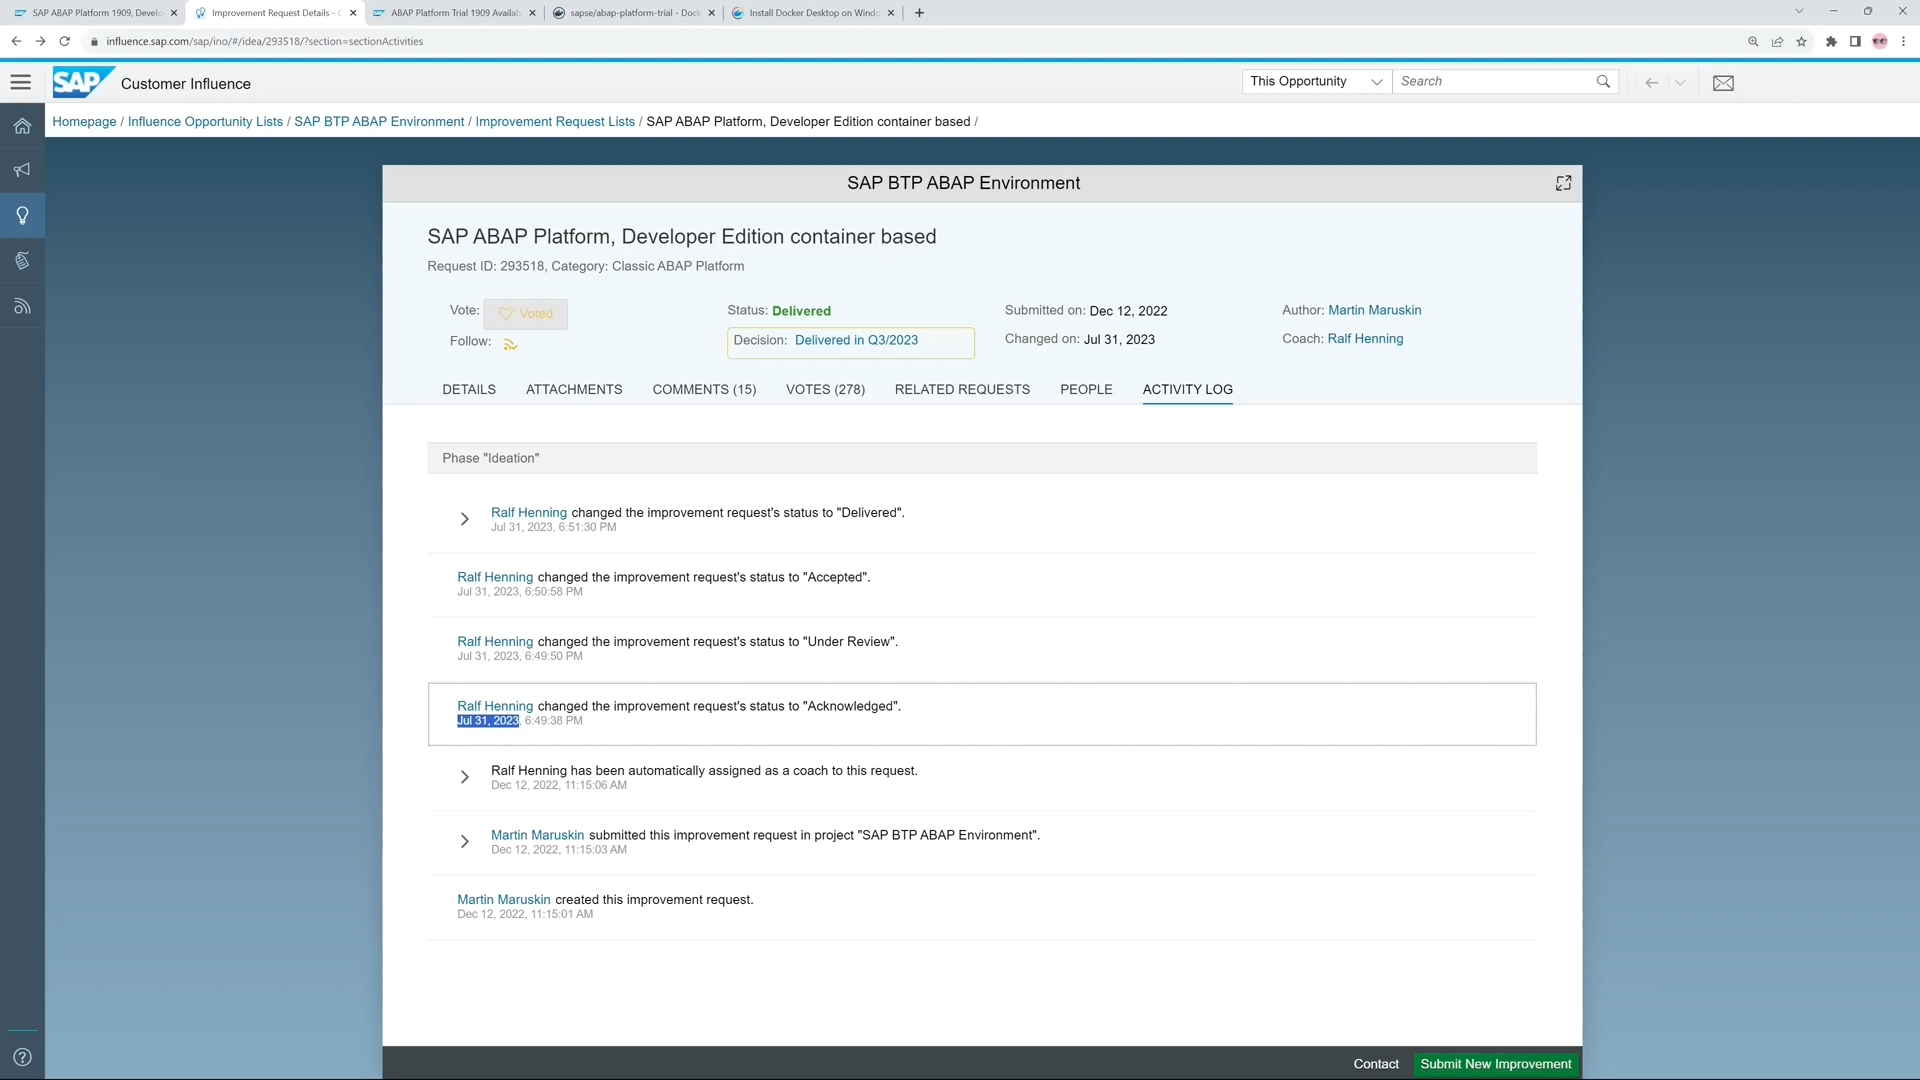 SAP ABAP Platform 1909, Develo
Improvement Request Details - C
ABAP Platform Trial 1909 Availab
sapse/abap-platform-trial - Dock
Install Docker Desktop on Windo
influence.sap.com/sap/ino/#/idea/293518/?section=sectionActivities
SAP Customer Influence
This Opportunity
Search
Homepage / Influence Opportunity Lists / SAP BTP ABAP Environment / Improvement Request Lists / SAP ABAP Platform, Developer Edition container based /
SAP BTP ABAP Environment
SAP ABAP Platform, Developer Edition container based
Request ID: 293518, Category: Classic ABAP Platform
Vote: Voted
Status: Delivered
Submitted on: Dec 12, 2022
Author: Martin Maruskin
Follow:
Decision: Delivered in Q3/2023
Changed on: Jul 31, 2023
Coach: Ralf Henning
DETAILS ATTACHMENTS COMMENTS (15) VOTES (278) RELATED REQUESTS PEOPLE ACTIVITY LOG
Phase "Ideation"
Ralf Henning changed the improvement request's status to "Delivered".
Jul 31, 2023, 6:51:30 PM
Ralf Henning changed the improvement request's status to "Accepted".
Jul 31, 2023, 6:50:58 PM
Ralf Henning changed the improvement request's status to "Under Review".
Jul 31, 2023, 6:49:50 PM
Ralf Henning changed the improvement request's status to "Acknowledged".
Jul 31, 2023, 6:49:38 PM
Ralf Henning has been automatically assigned as a coach to this request.
Dec 12, 2022, 11:15:06 AM
Martin Maruskin submitted this improvement request in project "SAP BTP ABAP Environment".
Dec 12, 2022, 11:15:03 AM
Martin Maruskin created this improvement request.
Dec 12, 2022, 11:15:01 AM
Contact
Submit New Improvement